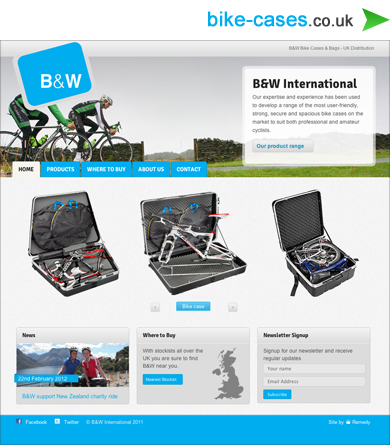 bike-cases.co.uk
B&W Bike Cases & Bags - UK Distribution
B&W
B&W International
Our expertise and experience has been used
to develop a range of the most user-friendly,
strong, secure and spacious bike cases on the
market to suit both professional and amateur
cyclists.
Our product range
HOME PRODUCTS WHERE TO BUY ABOUT US CONTACT
Bike case
News
22nd February 2012
B&W support New Zealand charity ride
Where to Buy
With stockists all over the
UK you are sure to find
B&W near you.
Nearest Stockist
Newsletter Signup
Signup for our newsletter and receive
regular updates
Your name
Email Address
Subscribe
Facebook Twitter © B&W International 2011
Site by Remedy